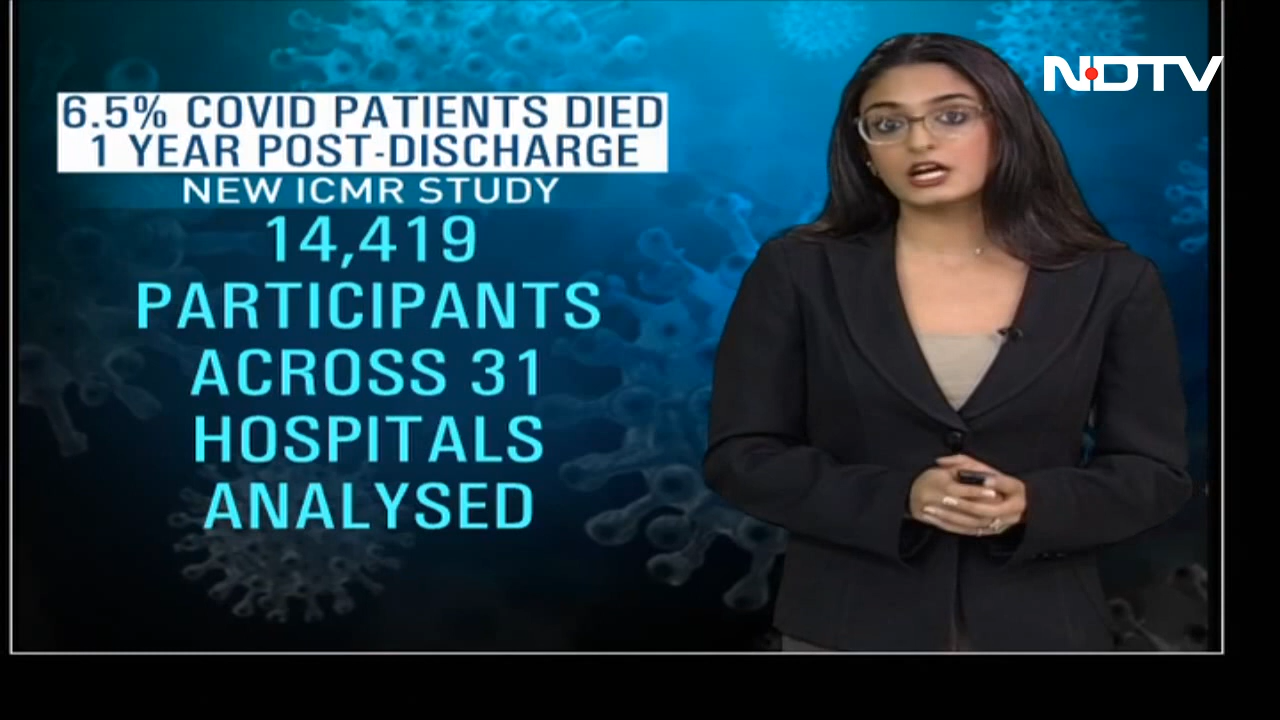 NDTV
6.5% COVID PATIENTS DIED
1 YEAR POST-DISCHARGE
NEW ICMR STUDY
14,419
PARTICIPANTS
ACROSS 31
HOSPITALS
ANALYSED